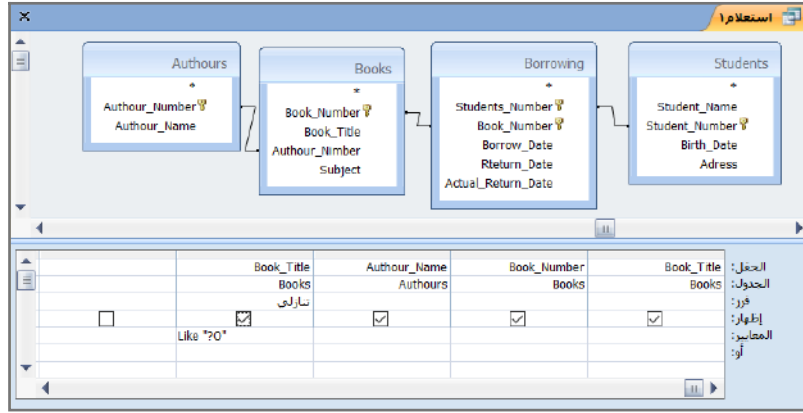 استعلام١
Authours
*
Authour_Number
Authour_Name
Books
*
Book_Number
Book_Title
Authour_Nimber
Subject
Borrowing
*
Students_Number
Book_Number
Borrow_Date
Rteturn_Date
Actual_Return_Date
Students
*
Student_Name
Student_Number
Birth_Date
Adress
الحقل: Book_Title Book_Number Authour_Name Book_Title
الجدول: Books Books Authours Books
فرز: تنازلي
إظهار:
المعايير: Like "?O"
أو: